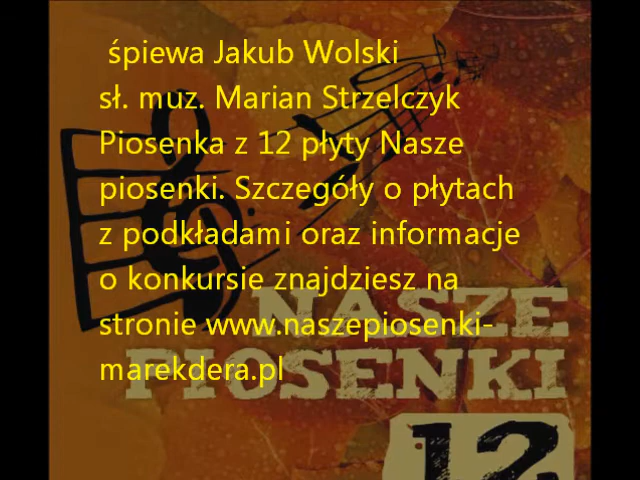 śpiewa Jakub Wolski
sł. muz. Marian Strzelczyk
Piosenka z 12 płyty Nasze
piosenki. Szczegóły o płytach
z podkładami oraz informacje
o konkursie znajdziesz na
stronie www.naszepiosenki-
marekdera.pl
NASZE
PIOSENKI
12